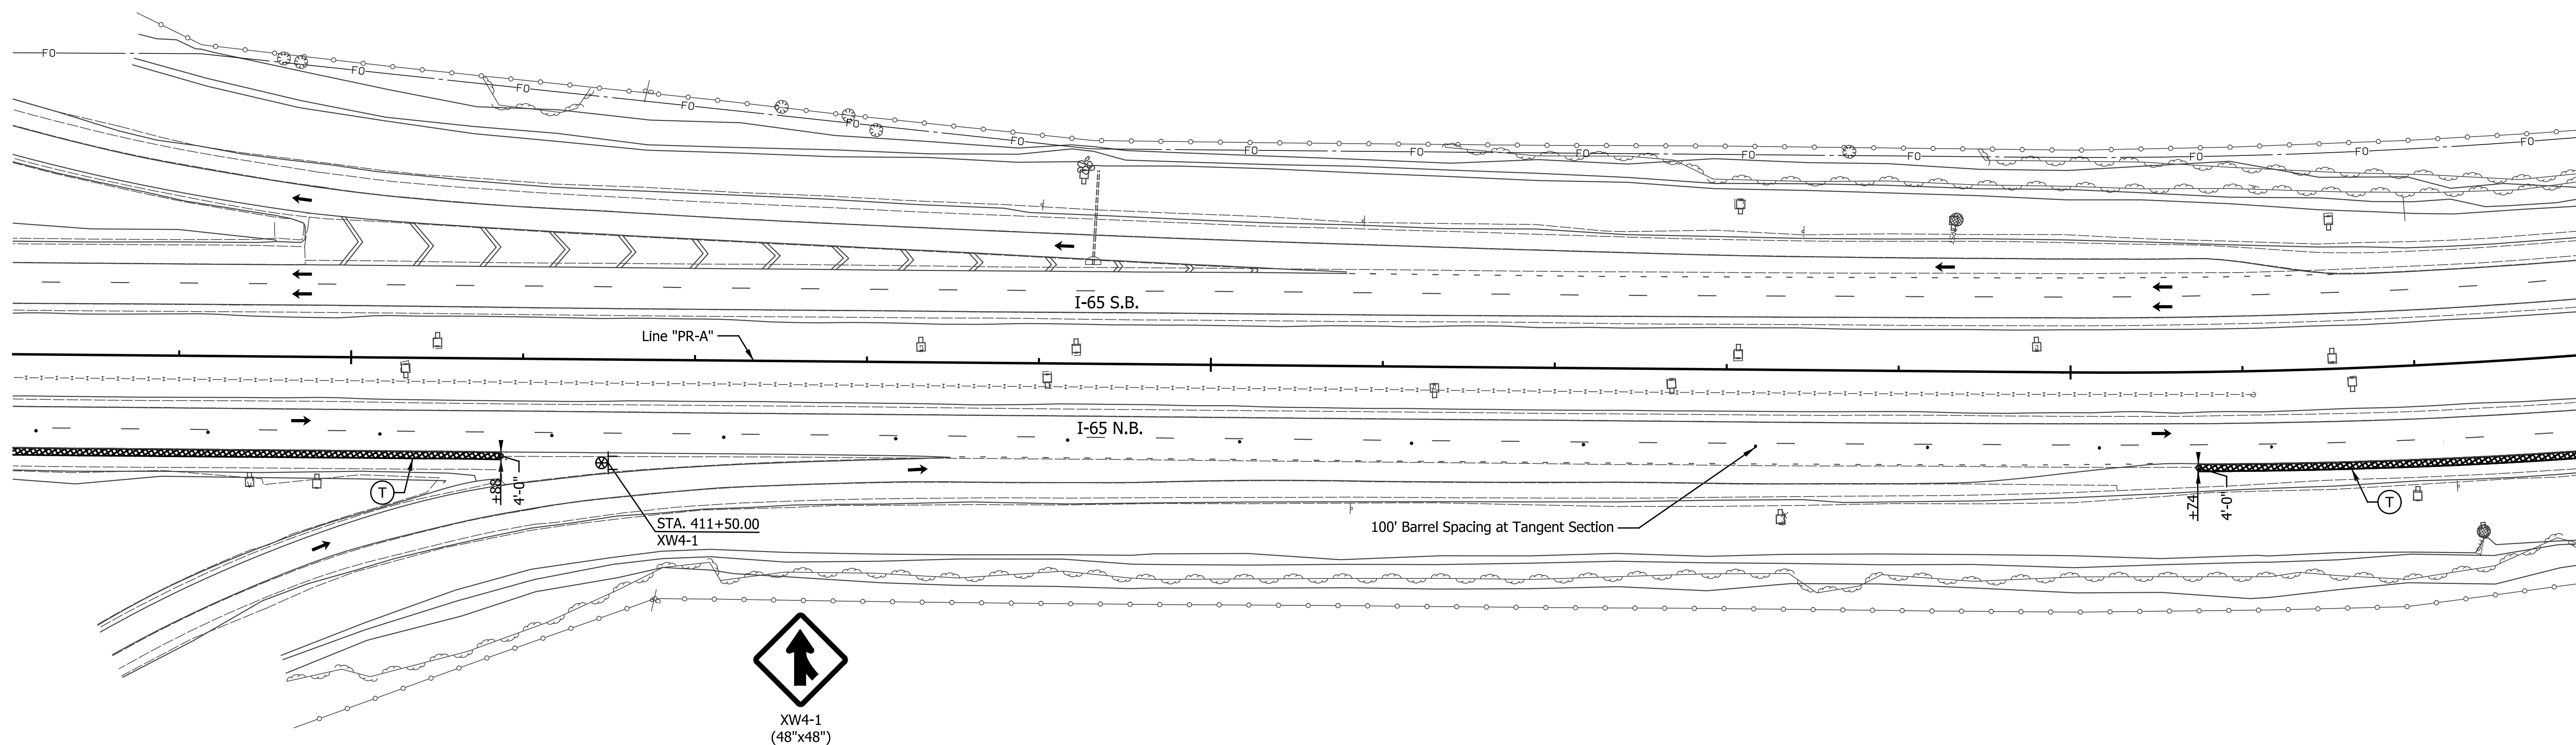 FO
FO
FO
FO
FO
FO
FO
FO
FO
FO
FO
FO
FO
FO
I-65 S.B.
Line "PR-A"
I-65 N.B.
T
+88
4'-0"
STA. 411+50.00
XW4-1
100' Barrel Spacing at Tangent Section
+74
4'-0"
T
XW4-1
(48"x48")